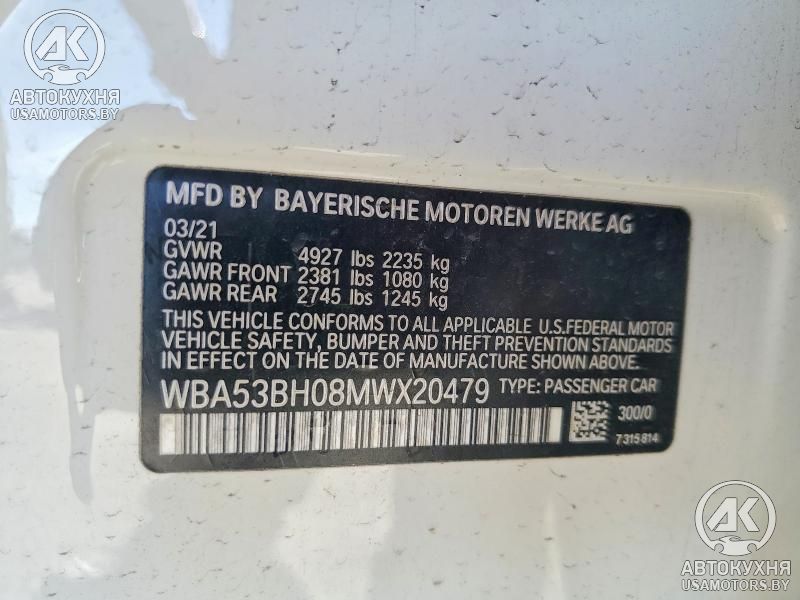 AK
АВТОКУХНЯ
USAMOTORS.BY
MFD BY BAYERISCHE MOTOREN WERKE AG
03/21
GVWR 4927 lbs 2235 kg
GAWR FRONT 2381 lbs 1080 kg
GAWR REAR 2745 lbs 1245 kg
THIS VEHICLE CONFORMS TO ALL APPLICABLE U.S.FEDERAL MOTOR
VEHICLE SAFETY, BUMPER AND THEFT PREVENTION STANDARDS
IN EFFECT ON THE DATE OF MANUFACTURE SHOWN ABOVE.
WBA53BH08MWX20479 TYPE: PASSENGER CAR
300/0
7315814
AK
АВТОКУХНЯ
USAMOTORS.BY